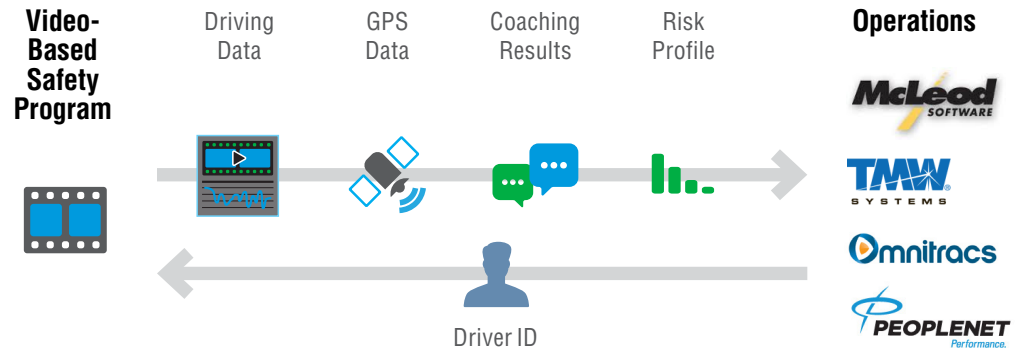 Video-
Based
Safety
Program
Driving
Data
GPS
Data
Coaching
Results
Risk
Profile
Operations
McLeod
SOFTWARE
TMW
SYSTEMS
Omnitracs
PEOPLENET
Performance.
Driver ID